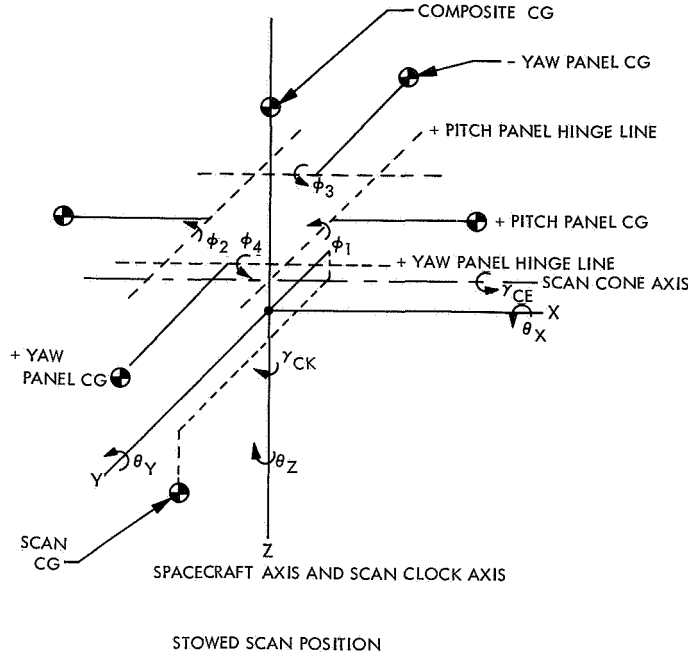 COMPOSITE CG
- YAW PANEL CG
+ PITCH PANEL HINGE LINE
ϕ3
+ PITCH PANEL CG
ϕ2
ϕ4
ϕ1
+ YAW PANEL HINGE LINE
SCAN CONE AXIS
γCE
X
θX
+ YAW
PANEL CG
γCK
θY
Y
θZ
SCAN
CG
Z
SPACECRAFT AXIS AND SCAN CLOCK AXIS
STOWED SCAN POSITION